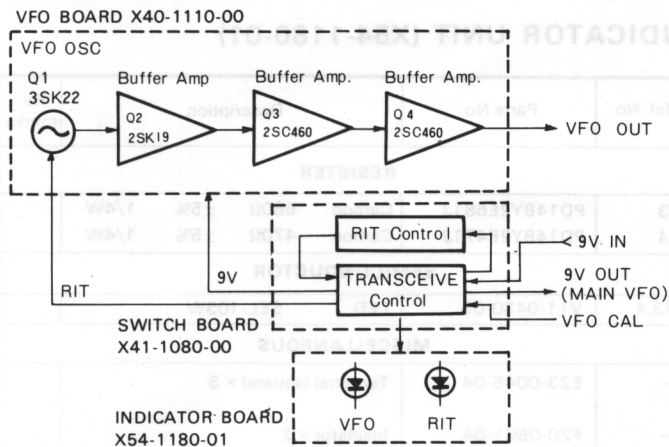 VFO BOARD X40-1110-00
VFO OSC
Q1
3SK22
Buffer Amp
Buffer Amp.
Buffer Amp.
Q2
2SK19
Q3
2SC460
Q4
2SC460
VFO OUT
RIT Control
9V IN
RIT
9V
TRANSCEIVE
Control
9V OUT
(MAIN VFO)
VFO CAL
SWITCH BOARD
X41-1080-00
INDICATOR BOARD
X54-1180-01
VFO
RIT